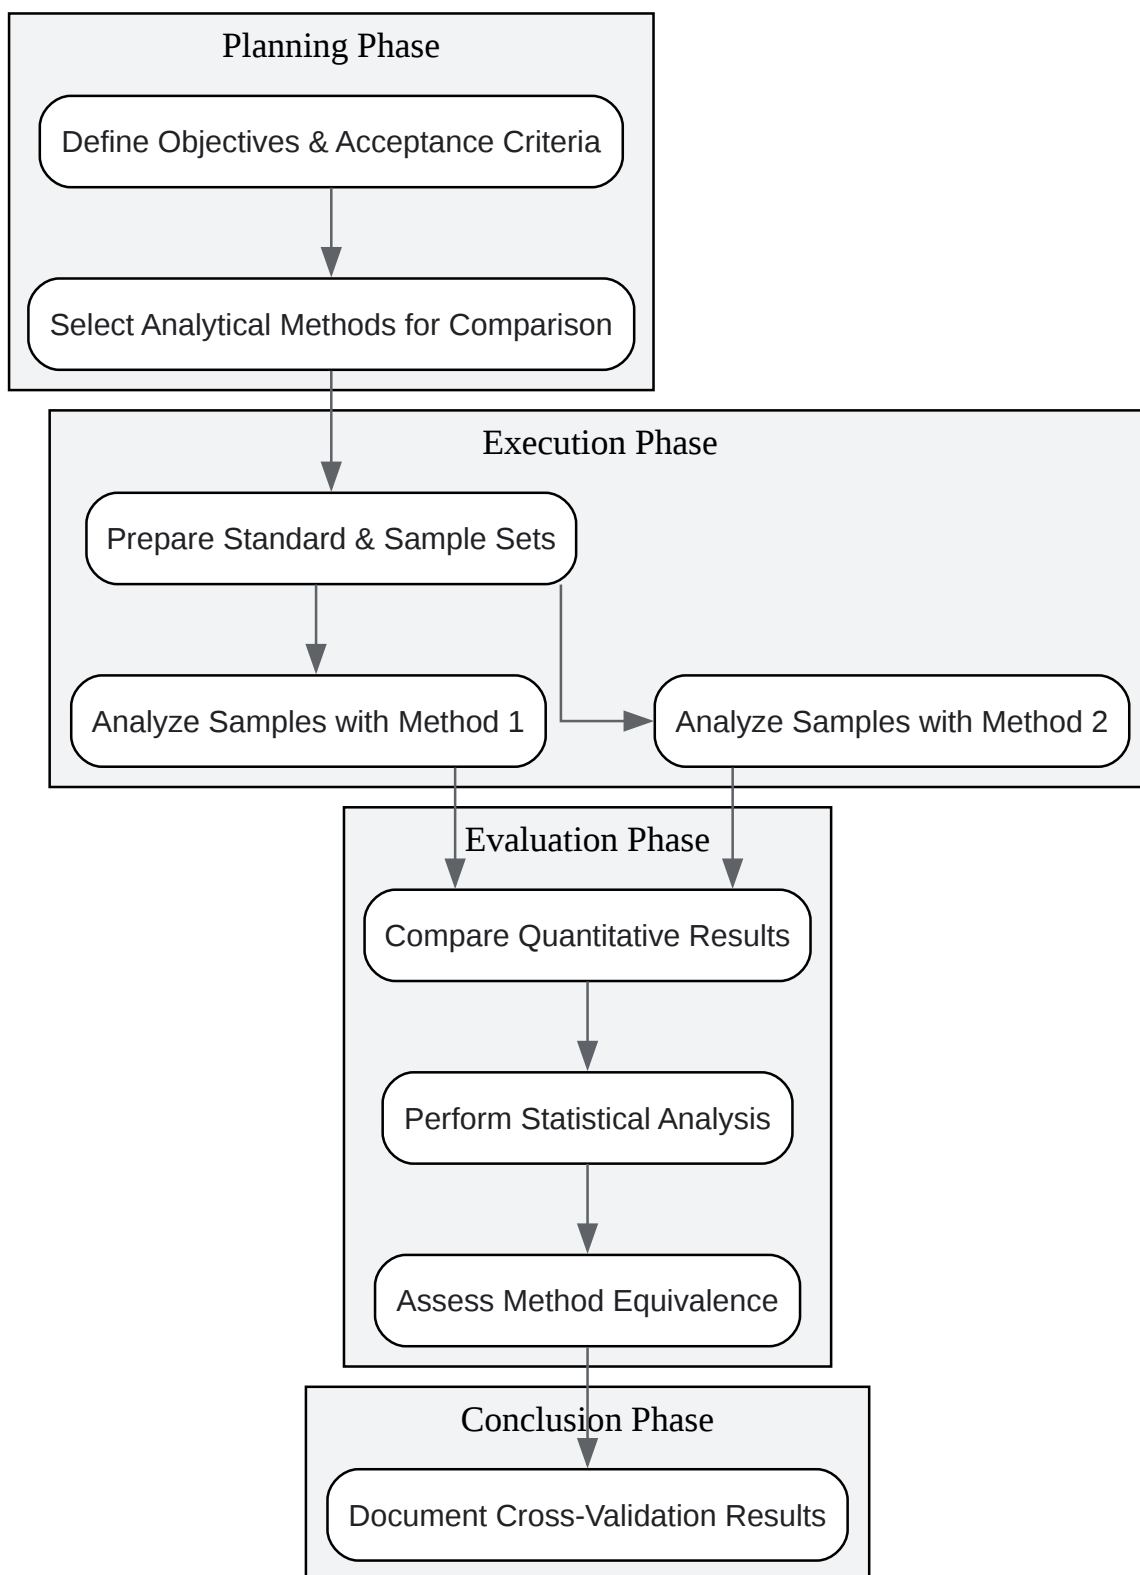 Planning Phase
Define Objectives & Acceptance Criteria
Select Analytical Methods for Comparison
Execution Phase
Prepare Standard & Sample Sets
Analyze Samples with Method 1
Analyze Samples with Method 2
Evaluation Phase
Compare Quantitative Results
Perform Statistical Analysis
Assess Method Equivalence
Conclusion Phase
Document Cross-Validation Results